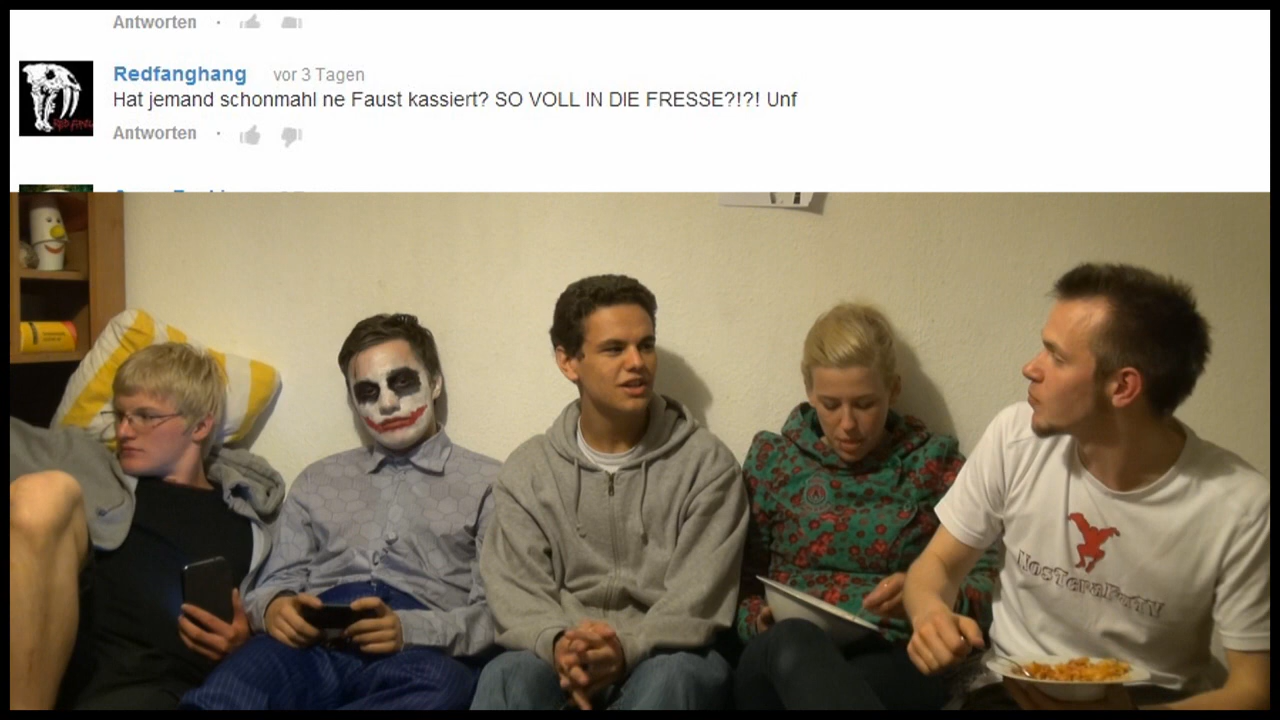 Antworten ·
Redfanghang vor 3 Tagen
Hat jemand schonmahl ne Faust kassiert? SO VOLL IN DIE FRESSE?!?! Unf
Antworten ·